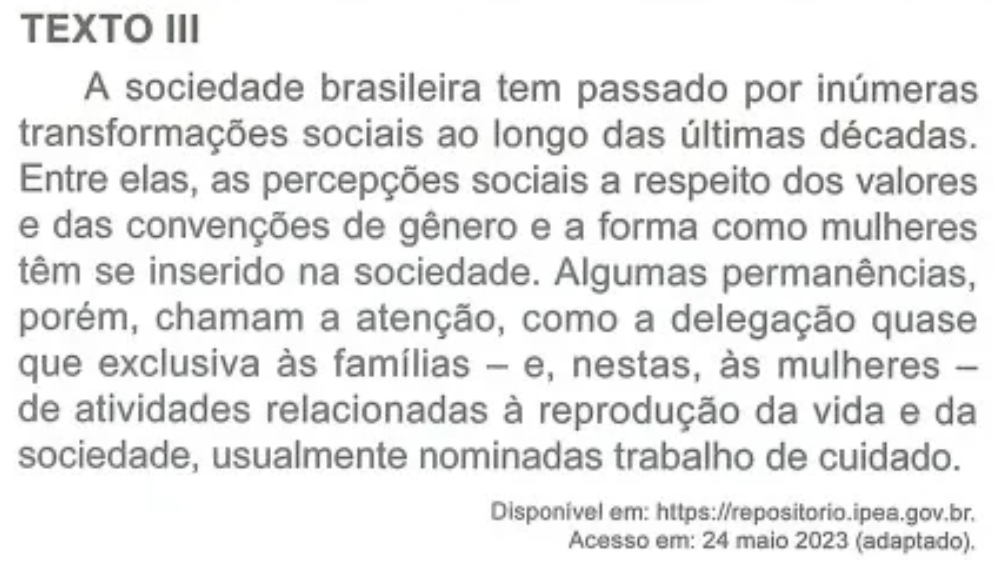 TEXTO III
A sociedade brasileira tem passado por inúmeras
transformações sociais ao longo das últimas décadas.
Entre elas, as percepções sociais a respeito dos valores
e das convenções de gênero e a forma como mulheres
têm se inserido na sociedade. Algumas permanências,
porém, chamam a atenção, como a delegação quase
que exclusiva às famílias – e, nestas, às mulheres –
de atividades relacionadas à reprodução da vida e da
sociedade, usualmente nominadas trabalho de cuidado.
Disponível em: https://repositorio.ipea.gov.br.
Acesso em: 24 maio 2023 (adaptado).